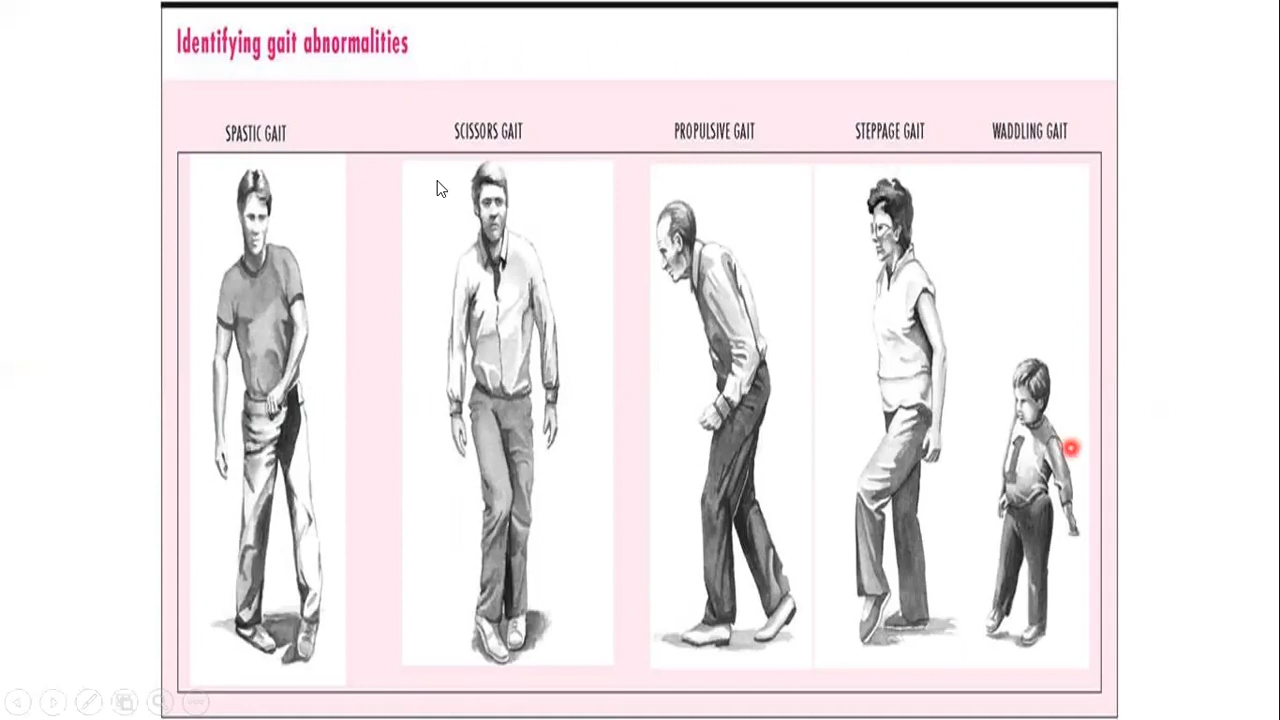 Identifying gait abnormalities
SPASTIC GAIT
SCISSORS GAIT
PROPULSIVE GAIT
STEPPAGE GAIT
WADDLING GAIT